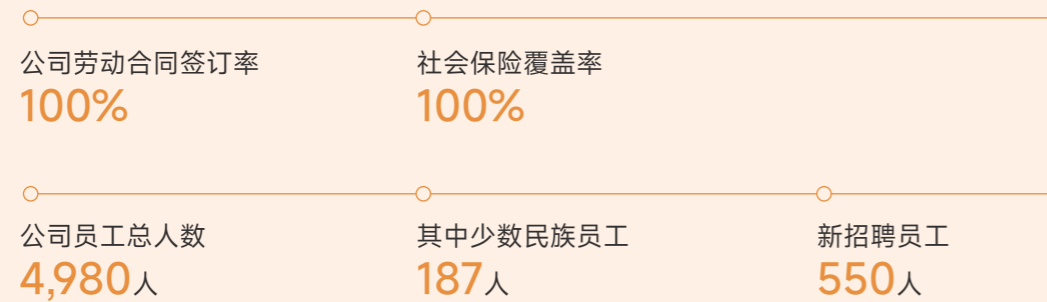 公司劳动合同签订率 社会保险覆盖率
100% 100%
公司员工总人数 其中少数民族员工 新招聘员工
4,980人 187人 550人